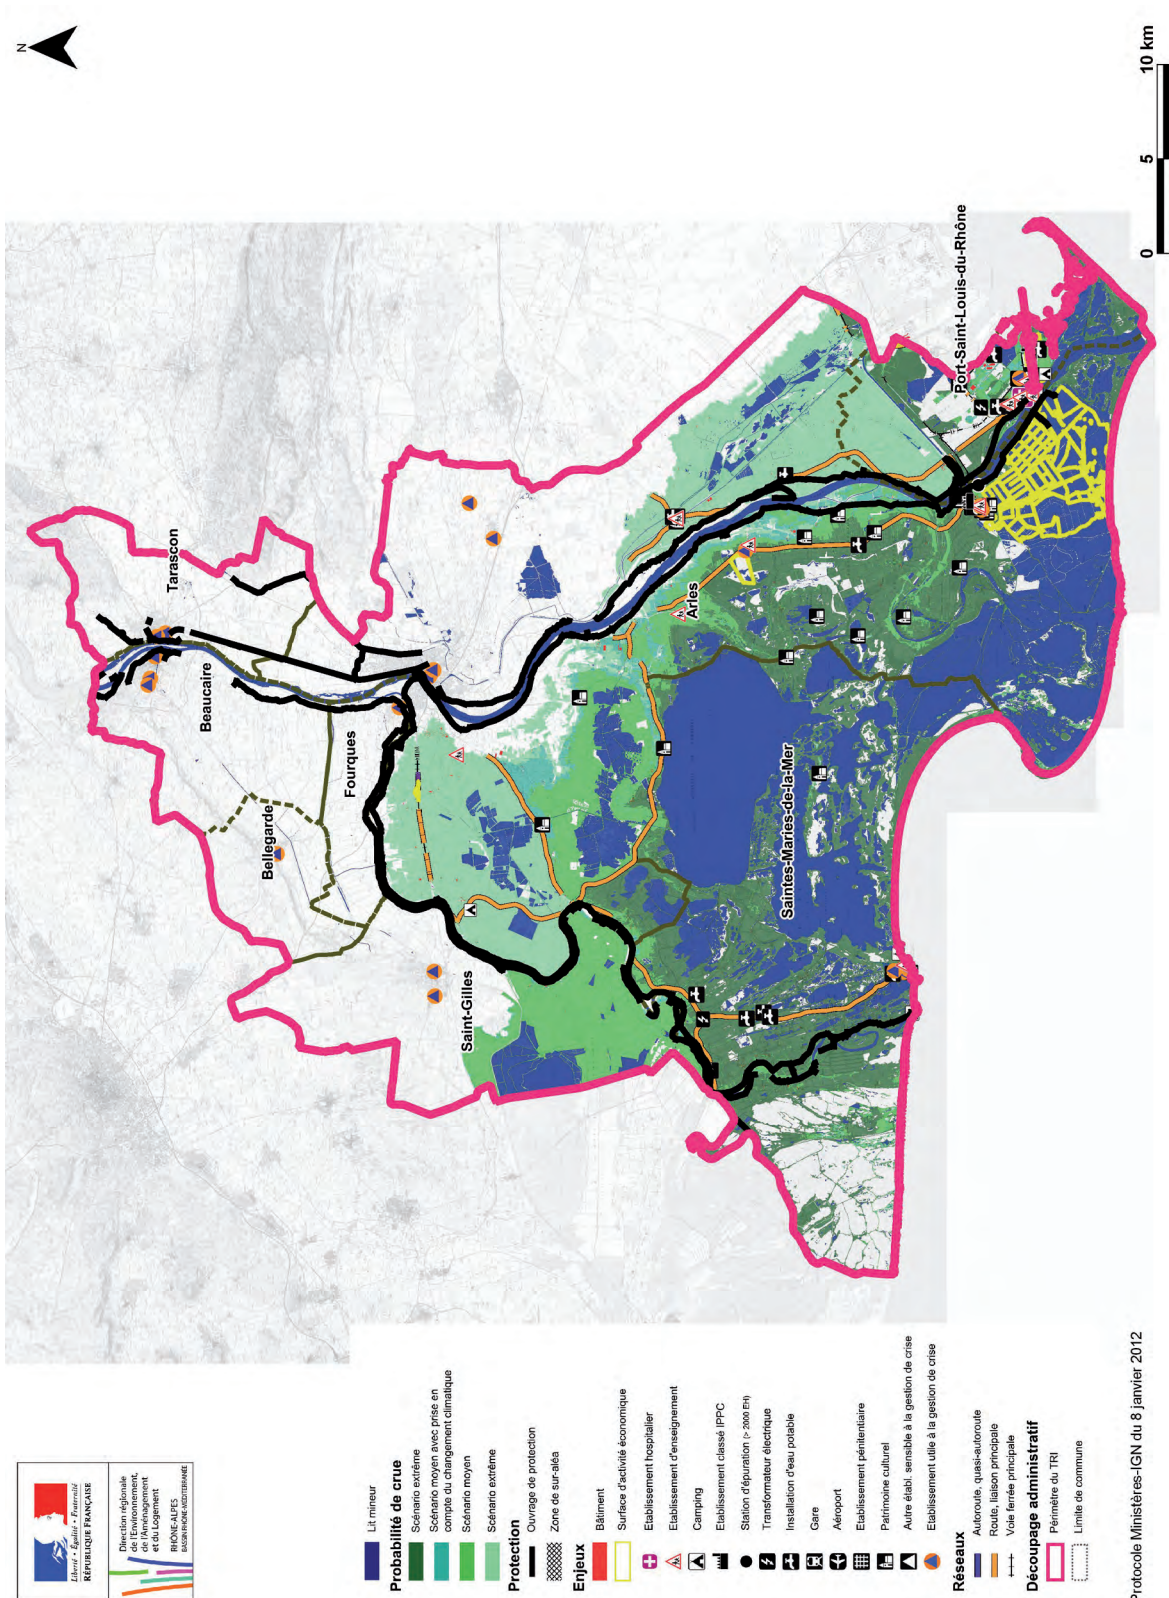 N
Liberté • Égalité • Fraternité
RÉPUBLIQUE FRANÇAISE
Direction régionale
de l'Environnement,
de l'Aménagement
et du Logement
RHÔNE-ALPES
BASSIN RHÔNE-MÉDITERRANÉE
Lit mineur
Probabilité de crue
Scénario extrême
Scénario moyen avec prise en
compte du changement climatique
Scénario moyen
Scénario extrême
Protection
Ouvrage de protection
Zone de sur-aléa
Enjeux
Bâtiment
Surface d'activité économique
Etablissement hospitalier
Etablissement d'enseignement
Camping
Etablissement classé IPPC
Station d'épuration (> 2000 EH)
Transformateur électrique
Installation d'eau potable
Gare
Aéroport
Etablissement pénitentiaire
Patrimoine culturel
Autre établ. sensible à la gestion de crise
Etablissement utile à la gestion de crise
Réseaux
Autoroute, quasi-autoroute
Route, liaison principale
Voie ferrée principale
Découpage administratif
Périmètre du TRI
Limite de commune
Protocole Ministères-IGN du 8 janvier 2012
Tarascon
Beaucaire
Fourques
Bellegarde
Saint-Gilles
Arles
Saintes-Maries-de-la-Mer
Port-Saint-Louis-du-Rhône
0 5 10 km